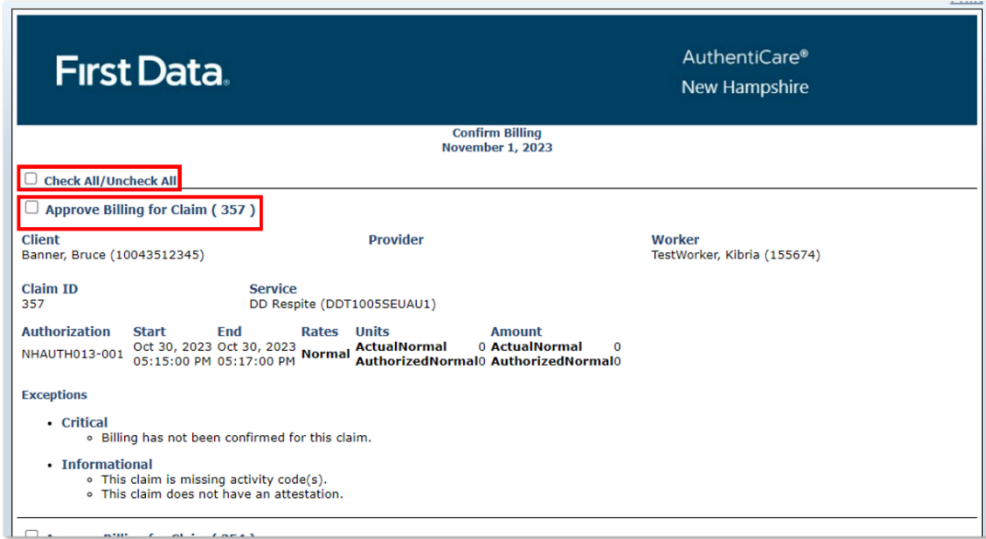 First Data.
AuthentiCare®
New Hampshire
Confirm Billing
November 1, 2023
Check All/Uncheck All
Approve Billing for Claim ( 357 )
Client Provider Worker
Banner, Bruce (10043512345) TestWorker, Kibria (155674)
Claim ID Service
357 DD Respite (DDT1005SEUAU1)
Authorization Start End Rates Units Amount
NHAUTH013-001 Oct 30, 2023 Oct 30, 2023 Normal ActualNormal 0 ActualNormal 0
05:15:00 PM 05:17:00 PM AuthorizedNormal0 AuthorizedNormal0
Exceptions
• Critical
Billing has not been confirmed for this claim.
• Informational
This claim is missing activity code(s).
This claim does not have an attestation.